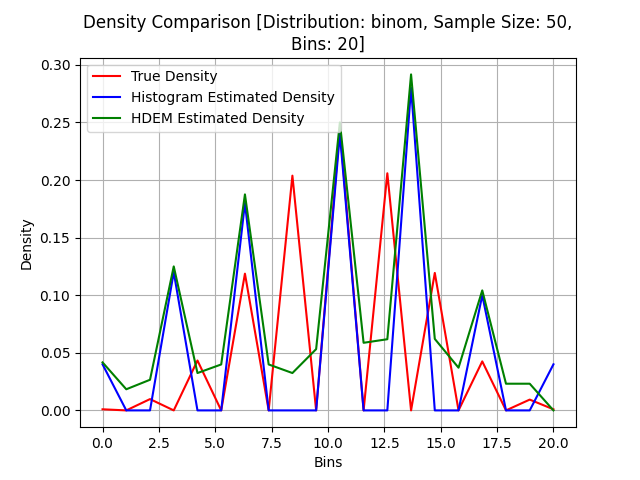 Density Comparison [Distribution: binom, Sample Size: 50,
Bins: 20]
True Density
Histogram Estimated Density
HDEM Estimated Density
Density
0.30
0.25
0.20
0.15
0.10
0.05
0.00
0.0 2.5 5.0 7.5 10.0 12.5 15.0 17.5 20.0
Bins